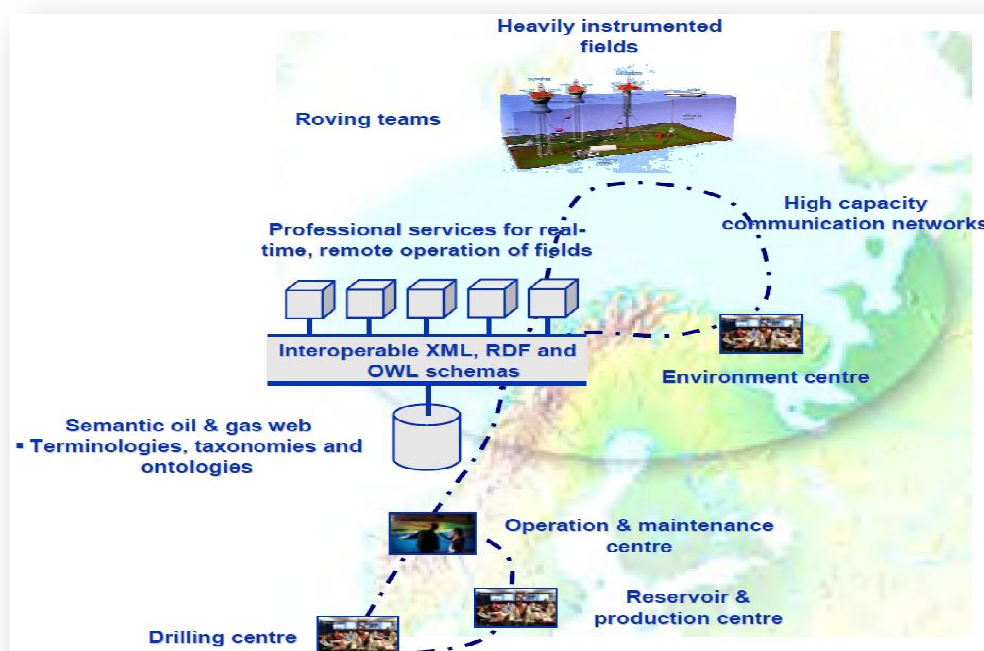 Heavily instrumented
fields
Roving teams
High capacity
communication networks
Professional services for real-
time, remote operation of fields
Interoperable XML, RDF and
OWL schemas
Environment centre
Semantic oil & gas web
▪ Terminologies, taxonomies and
ontologies
Operation & maintenance
centre
Reservoir &
production centre
Drilling centre